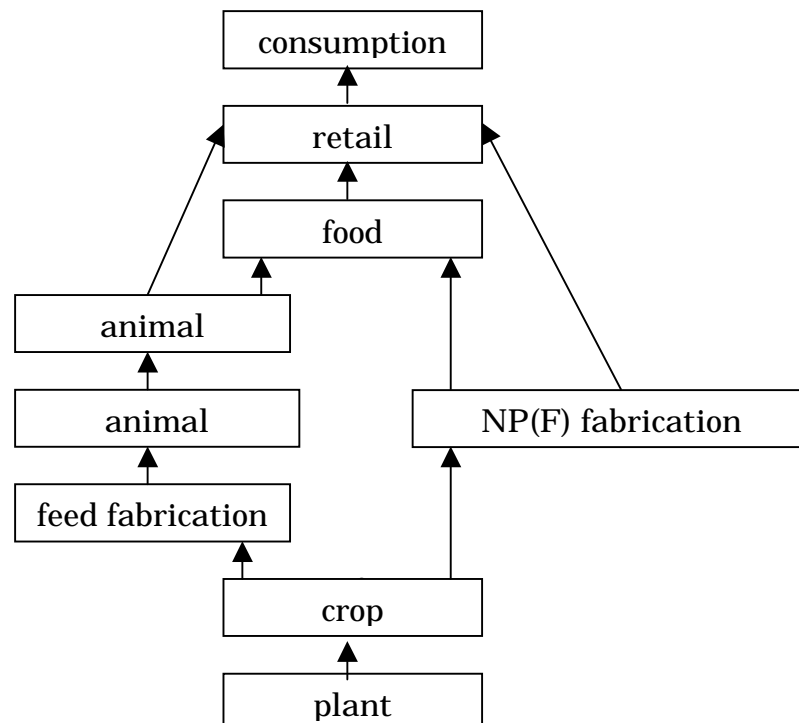 consumption
retail
food
animal
animal
NP(F) fabrication
feed fabrication
crop
plant